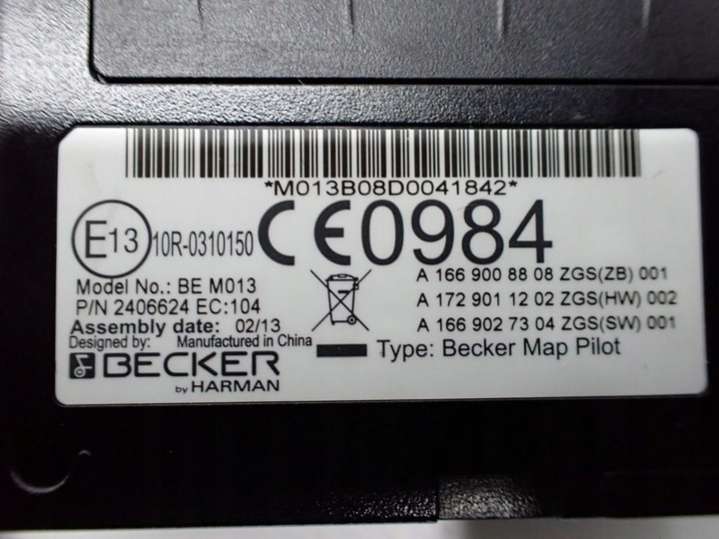 *M013B08D0041842*
E13 10R-0310150 CE0984
Model No.: BE M013
P/N 2406624 EC:104
Assembly date: 02/13
Designed by: Manufactured in China
BECKER
by HARMAN
A 166 900 88 08 ZGS(ZB) 001
A 172 901 12 02 ZGS(HW) 002
A 166 902 73 04 ZGS(SW) 001
Type: Becker Map Pilot